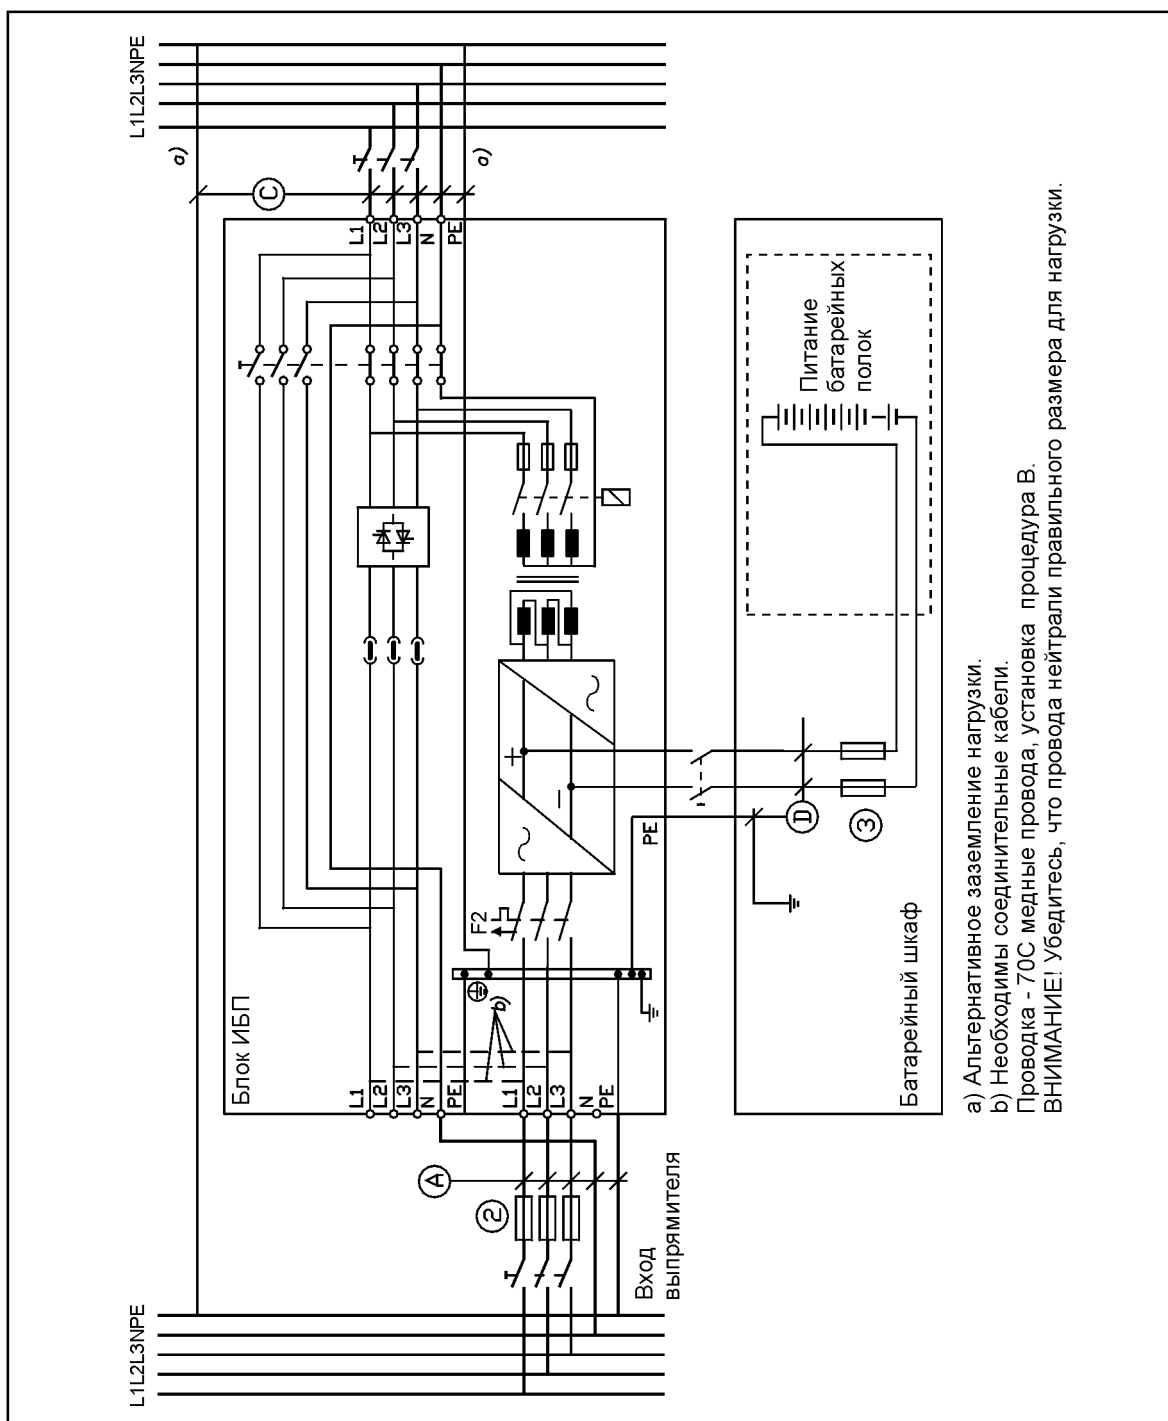 L1L2L3NPE
a)
a)
C
L1
L2
L3
N
PE
Питание
батарейных
полок
F2
PE
D
3
b)
Блок ИБП
L1
L2
L3
N
PE
L1
L2
L3
N
PE
A
2
Вход
выпрямителя
L1L2L3NPE
Батарейный шкаф
a) Альтернативное заземление нагрузки.
b) Необходимы соединительные кабели.
Проводка - 70С медные провода, установка процедура В.
ВНИМАНИЕ! Убедитесь, что провода нейтрали правильного размера для нагрузки.